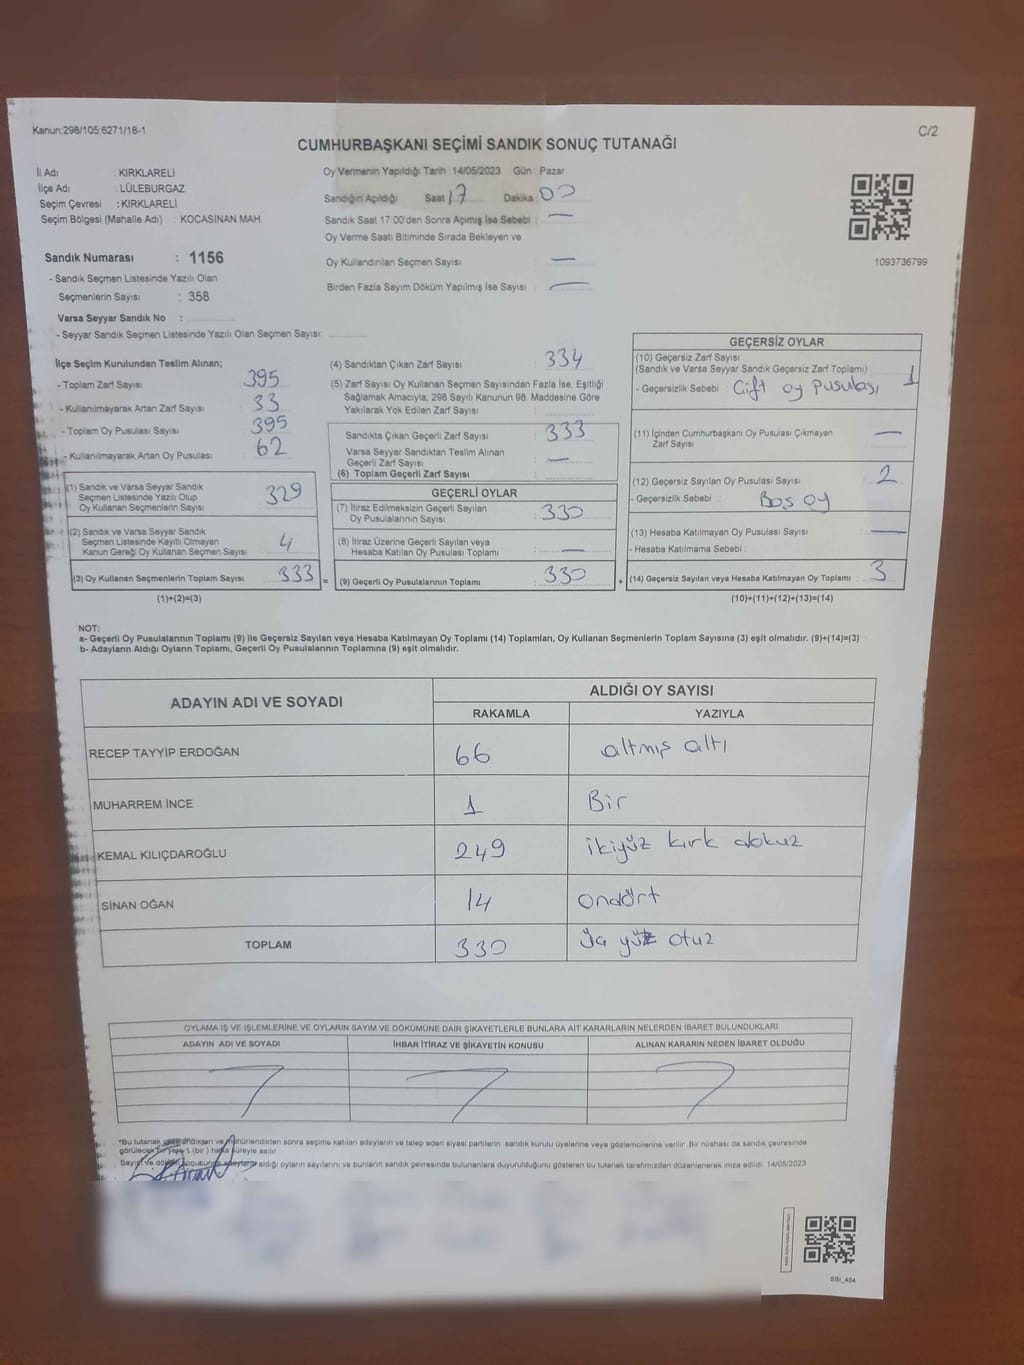 Kanun:298/105;6271/18-1
C/2
CUMHURBAŞKANI SEÇİMİ SANDIK SONUÇ TUTANAĞI
İl Adı : KIRKLARELİ
İlçe Adı : LÜLEBURGAZ
Seçim Çevresi : KIRKLARELİ
Seçim Bölgesi (Mahalle Adı) : KOCASİNAN MAH.
Oy Vermenin Yapıldığı Tarih : 14/05/2023 Gün : Pazar
Sandığın Açıldığı Saat 17 Dakika 00
Sandık Saat 17:00'den Sonra Açımış İse Sebebi : —
Oy Verme Saati Bitiminde Sırada Bekleyen ve
Oy Kullandırılan Seçmen Sayısı : —
Birden Fazla Sayım Döküm Yapılmış İse Sayısı : —
1093736799
Sandık Numarası : 1156
- Sandık Seçmen Listesinde Yazılı Olan
Seçmenlerin Sayısı : 358
Varsa Seyyar Sandık No :
- Seyyar Sandık Seçmen Listesinde Yazılı Olan Seçmen Sayısı:
İlçe Seçim Kurulundan Teslim Alınan;
- Toplam Zarf Sayısı : 395
- Kullanılmayarak Artan Zarf Sayısı : 33
- Toplam Oy Pusulası Sayısı : 395
- Kullanılmayarak Artan Oy Pusulası : 62
(1) Sandık ve Varsa Seyyar Sandık
Seçmen Listesinde Yazılı Olup
Oy Kullanan Seçmenlerin Sayısı : 329
(2) Sandık ve Varsa Seyyar Sandık
Seçmen Listesinde Kayıtlı Olmayan
Kanun Gereği Oy Kullanan Seçmen Sayısı : 4
(3) Oy Kullanan Seçmenlerin Toplam Sayısı : 333 =
(1)+(2)=(3)
(4) Sandıktan Çıkan Zarf Sayısı : 334
(5) Zarf Sayısı Oy Kullanan Seçmen Sayısından Fazla İse, Eşitliği
Sağlamak Amacıyla, 298 Sayılı Kanunun 98. Maddesine Göre
Yakılarak Yok Edilen Zarf Sayısı :
Sandıkta Çıkan Geçerli Zarf Sayısı : 333
Varsa Seyyar Sandıktan Teslim Alınan
Geçerli Zarf Sayısı : —
(6) Toplam Geçerli Zarf Sayısı :
GEÇERLİ OYLAR
(7) İtiraz Edilmeksizin Geçerli Sayılan
Oy Pusulalarının Sayısı : 330
(8) İtiraz Üzerine Geçerli Sayılan veya
Hesaba Katılan Oy Pusulası Toplamı : —
(9) Geçerli Oy Pusulalarının Toplamı : 330 +
GEÇERSİZ OYLAR
(10) Geçersiz Zarf Sayısı
(Sandık ve Varsa Seyyar Sandık Geçersiz Zarf Toplamı) : 1
- Geçersizlik Sebebi : Çift oy pusulası
(11) İçinden Cumhurbaşkanı Oy Pusulası Çıkmayan
Zarf Sayısı : —
(12) Geçersiz Sayılan Oy Pusulası Sayısı : 2
- Geçersizlik Sebebi : Boş oy
(13) Hesaba Katılmayan Oy Pusulası Sayısı : —
- Hesaba Katılmama Sebebi :
(14) Geçersiz Sayılan veya Hesaba Katılmayan Oy Toplamı : 3
(10)+(11)+(12)+(13)=(14)
NOT:
a- Geçerli Oy Pusulalarının Toplamı (9) ile Geçersiz Sayılan veya Hesaba Katılmayan Oy Toplamı (14) Toplamları, Oy Kullanan Seçmenlerin Toplam Sayısına (3) eşit olmalıdır. (9)+(14)=(3)
b- Adayların Aldığı Oyların Toplamı, Geçerli Oy Pusulalarının Toplamına (9) eşit olmalıdır.
ADAYIN ADI VE SOYADI ALDIĞI OY SAYISI
RAKAMLA YAZIYLA
RECEP TAYYİP ERDOĞAN 66 altmış altı
MUHARREM İNCE 1 Bir
KEMAL KILIÇDAROĞLU 249 ikiyüz kırk dokuz
SİNAN OĞAN 14 ondört
TOPLAM 330 yüz otuz
OYLAMA İŞ VE İŞLEMLERİNE VE OYLARIN SAYIM VE DÖKÜMÜNE DAİR ŞİKAYETLERLE BUNLARA AİT KARARLARIN NELERDEN İBARET BULUNDUKLARI
ADAYIN ADI VE SOYADI İHBAR İTİRAZ VE ŞİKAYETİN KONUSU ALINAN KARARIN NEDEN İBARET OLDUĞU
*Bu tutanak ve mühürlendikten sonra seçime katılan adayların ve talep eden siyasi partilerin sandık kurulu üyelerine veya gözlemcilerine verilir. Bir nüshası da sandık çevresinde
görülecek bir yere 1 (bir) hafta süreyle asılır.
Sayım ve aldığı oyların sayılarını ve bunların sandık çevresinde bulunanlara duyurulduğunu gösteren bu tutanak tarafımızdan düzenlenerek imza edildi. 14/05/2023